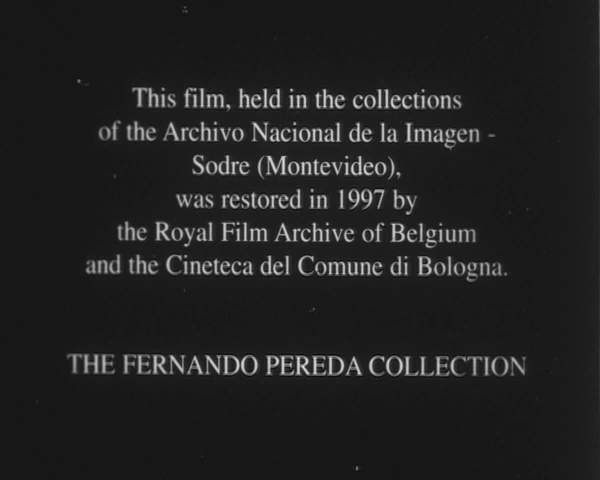 This film, held in the collections
of the Archivo Nacional de la Imagen -
Sodre (Montevideo),
was restored in 1997 by
the Royal Film Archive of Belgium
and the Cineteca del Comune di Bologna.
THE FERNANDO PEREDA COLLECTION